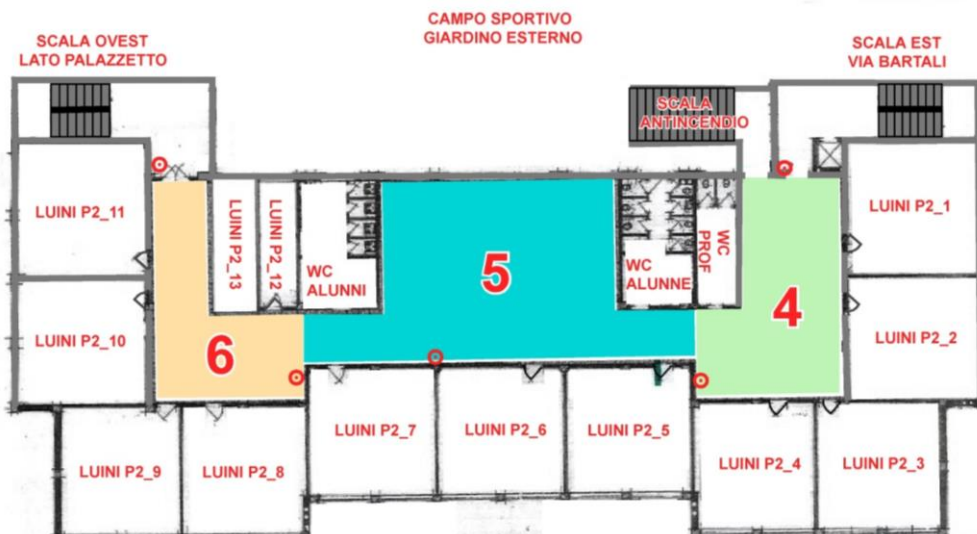 CAMPO SPORTIVO
GIARDINO ESTERNO
SCALA OVEST
LATO PALAZZETTO
SCALA EST
VIA BARTALI
SCALA
ANTINCENDIO
LUINI P2_11
LUINI P2_13
LUINI P2_12
WC
ALUNNI
5
WC
ALUNNE
WC
PROF
4
LUINI P2_1
LUINI P2_10
6
LUINI P2_2
LUINI P2_9
LUINI P2_8
LUINI P2_7
LUINI P2_6
LUINI P2_5
LUINI P2_4
LUINI P2_3